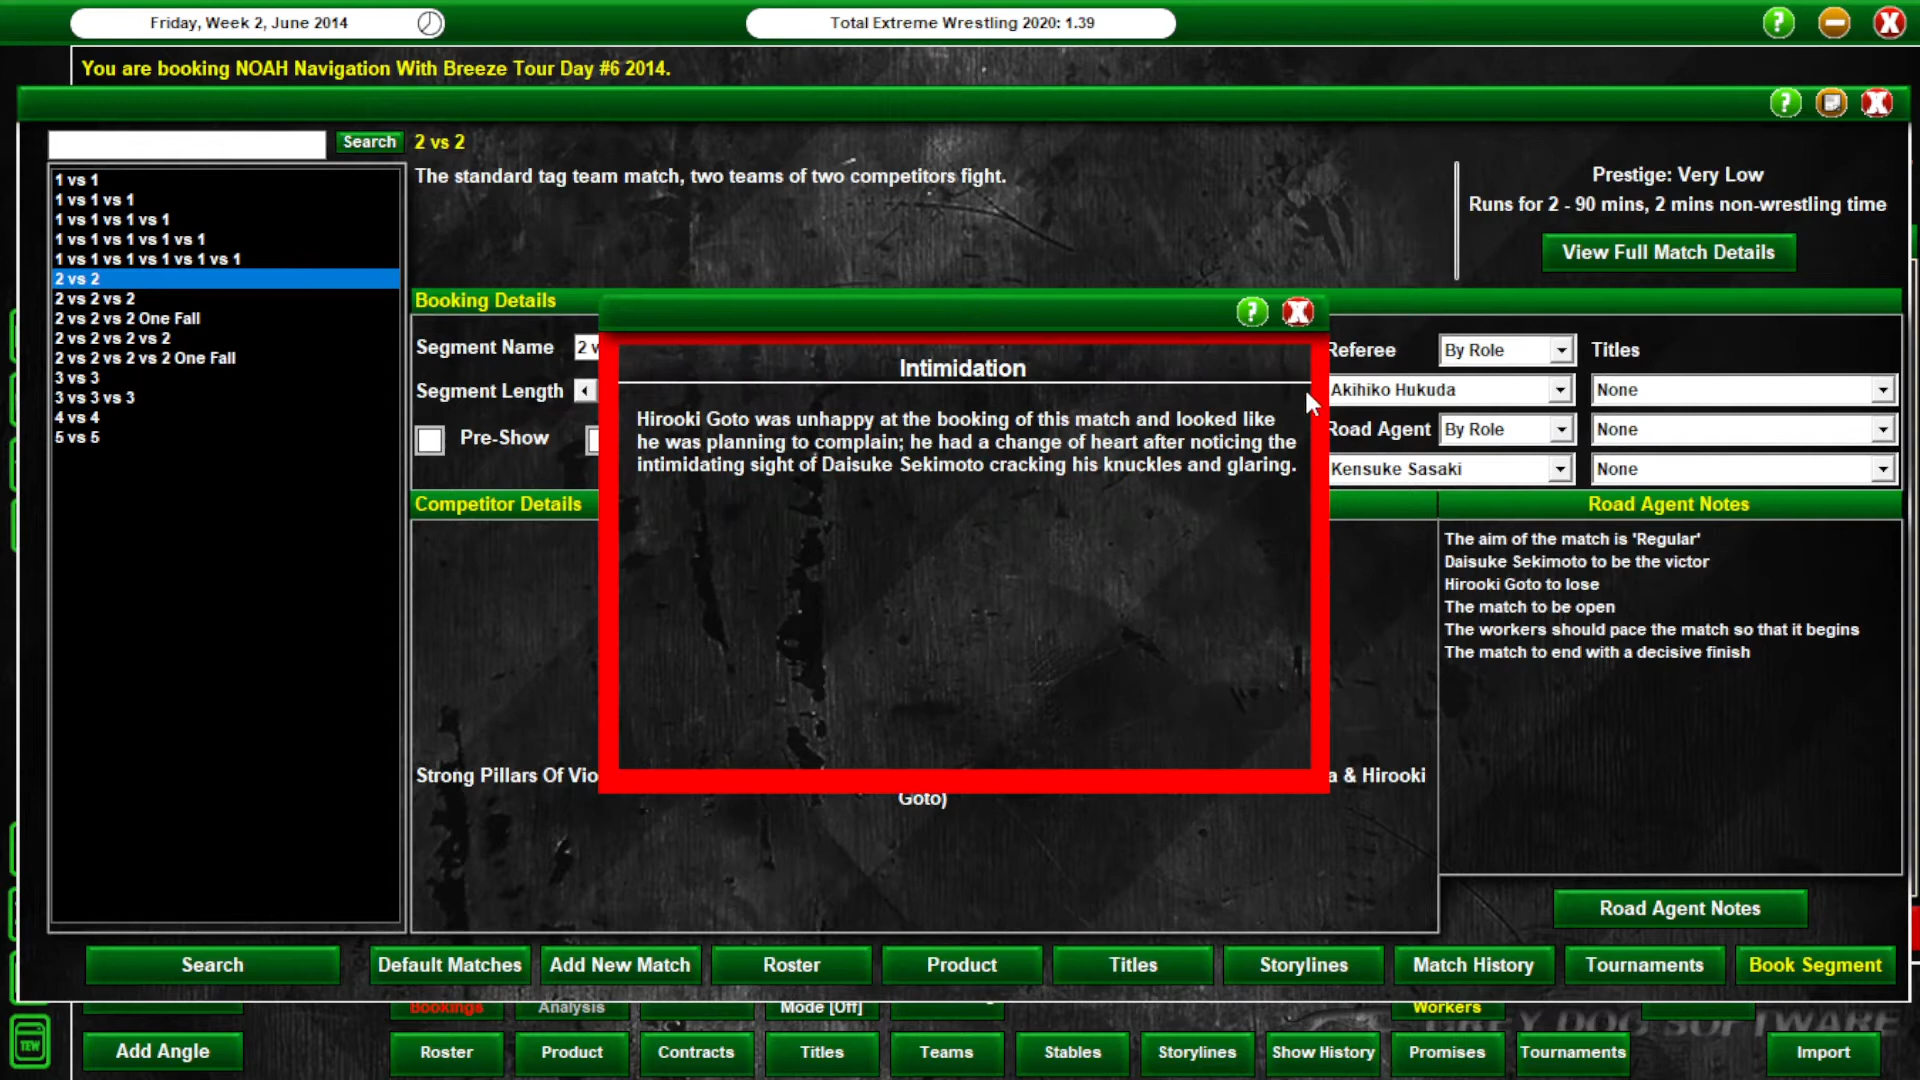 Friday, Week 2, June 2014
Total Extreme Wrestling 2020: 1.39
You are booking NOAH Navigation With Breeze Tour Day #6 2014.
Search
2 vs 2
The standard tag team match, two teams of two competitors fight.
Prestige: Very Low
Runs for 2 - 90 mins, 2 mins non-wrestling time
View Full Match Details
1 vs 1
1 vs 1 vs 1
1 vs 1 vs 1 vs 1
1 vs 1 vs 1 vs 1 vs 1
1 vs 1 vs 1 vs 1 vs 1 vs 1
2 vs 2
2 vs 2 vs 2
2 vs 2 vs 2 One Fall
2 vs 2 vs 2 vs 2
2 vs 2 vs 2 vs 2 One Fall
3 vs 3
3 vs 3 vs 3
4 vs 4
5 vs 5
Booking Details
Segment Name
2 v
Segment Length
Pre-Show
Referee
By Role
Titles
Akihiko Hukuda
None
Road Agent
By Role
None
Kensuke Sasaki
None
Intimidation
Hirooki Goto was unhappy at the booking of this match and looked like
he was planning to complain; he had a change of heart after noticing the
intimidating sight of Daisuke Sekimoto cracking his knuckles and glaring.
Competitor Details
Strong Pillars Of Vio
a & Hirooki
Goto)
Road Agent Notes
The aim of the match is 'Regular'
Daisuke Sekimoto to be the victor
Hirooki Goto to lose
The match to be open
The workers should pace the match so that it begins
The match to end with a decisive finish
Road Agent Notes
Search
Default Matches
Add New Match
Roster
Product
Titles
Storylines
Match History
Tournaments
Book Segment
Bookings
Analysis
Mode [Off]
Workers
GREY DOG SOFTWARE
TEW
Add Angle
Roster
Product
Contracts
Titles
Teams
Stables
Storylines
Show History
Promises
Tournaments
Import